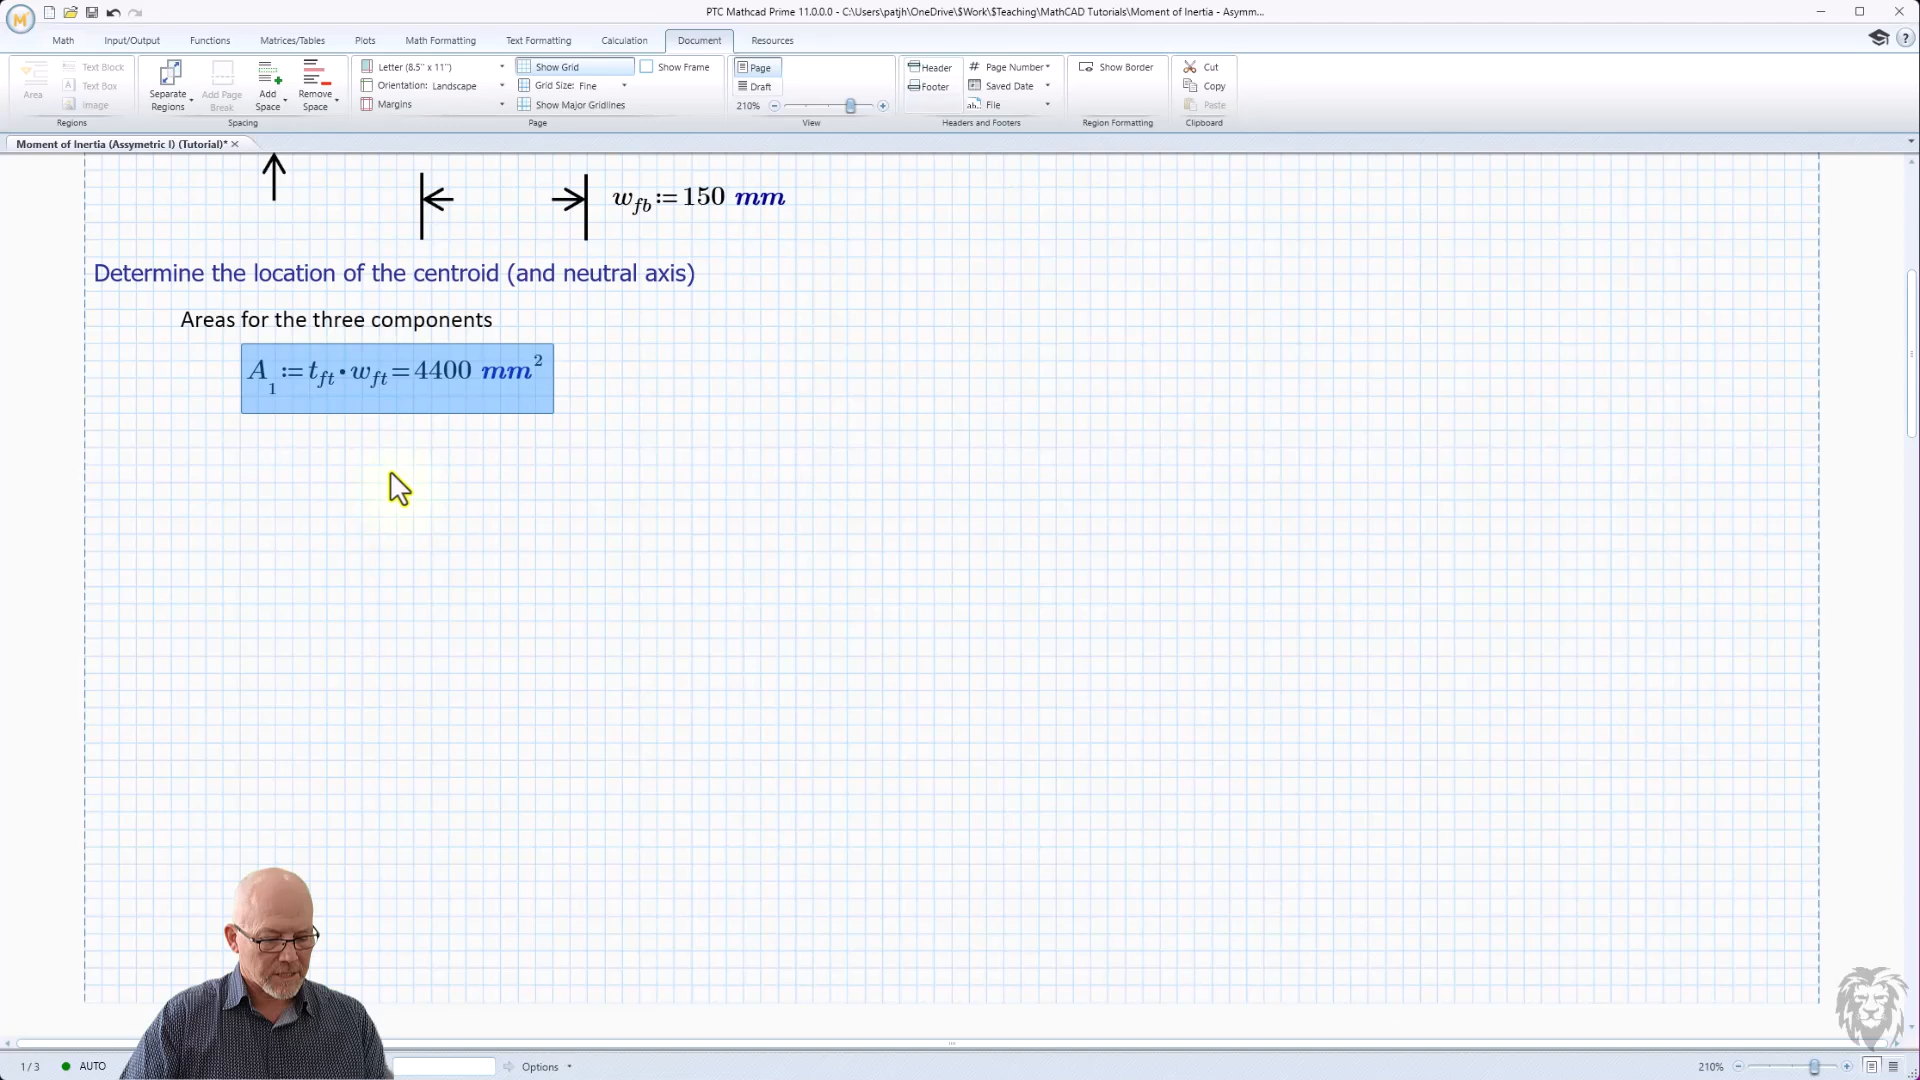 PTC Mathcad Prime 11.0.0.0 - C:\Users\patjh\OneDrive\$Work\$Teaching\MathCAD Tutorials\Moment of Inertia - Asymm...
Math Input/Output Functions Matrices/Tables Plots Math Formatting Text Formatting Calculation Document Resources
Area
Text Block
Text Box
Image
Regions
Separate Regions
Add Page Break
Add Space
Remove Space
Spacing
Letter (8.5" x 11")
Orientation: Landscape
Margins
Show Grid
Grid Size: Fine
Show Major Gridlines
Show Frame
Page
Page
Draft
210%
View
Header
Footer
Page Number
Saved Date
File
Headers and Footers
Show Border
Region Formatting
Cut
Copy
Paste
Clipboard
Moment of Inertia (Assymetric I) (Tutorial)*
w_fb := 150 mm
Determine the location of the centroid (and neutral axis)
Areas for the three components
A_1 := t_ft · w_ft = 4400 mm²
1 / 3 AUTO Options 210%